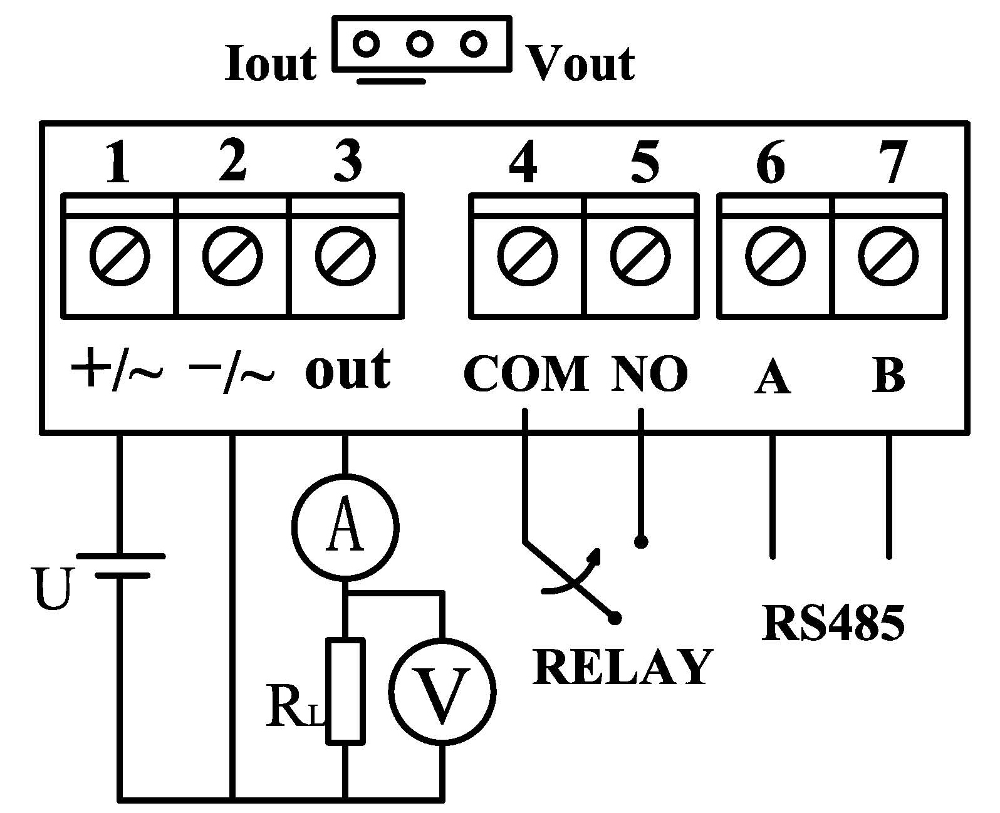 Iout Vout
1 2 3 4 5 6 7
+/~ −/~ out COM NO A B
A
U
RS485
RELAY
RL V